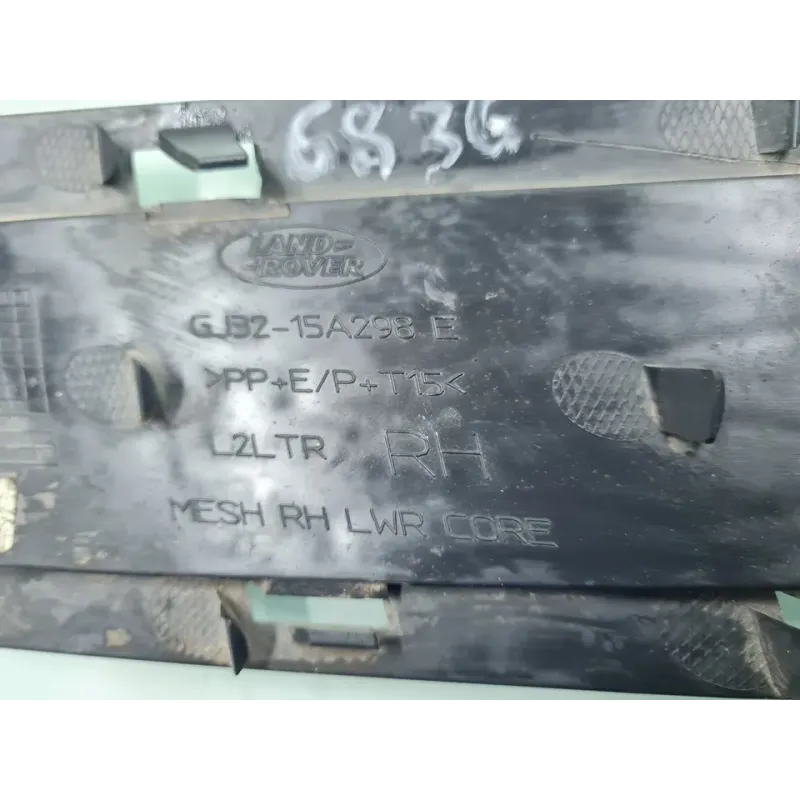 6836
LAND-
-ROVER
GJ32-15A298 E
>PP+E/P+T15<
L2LTR RH
MESH RH LWR CORE